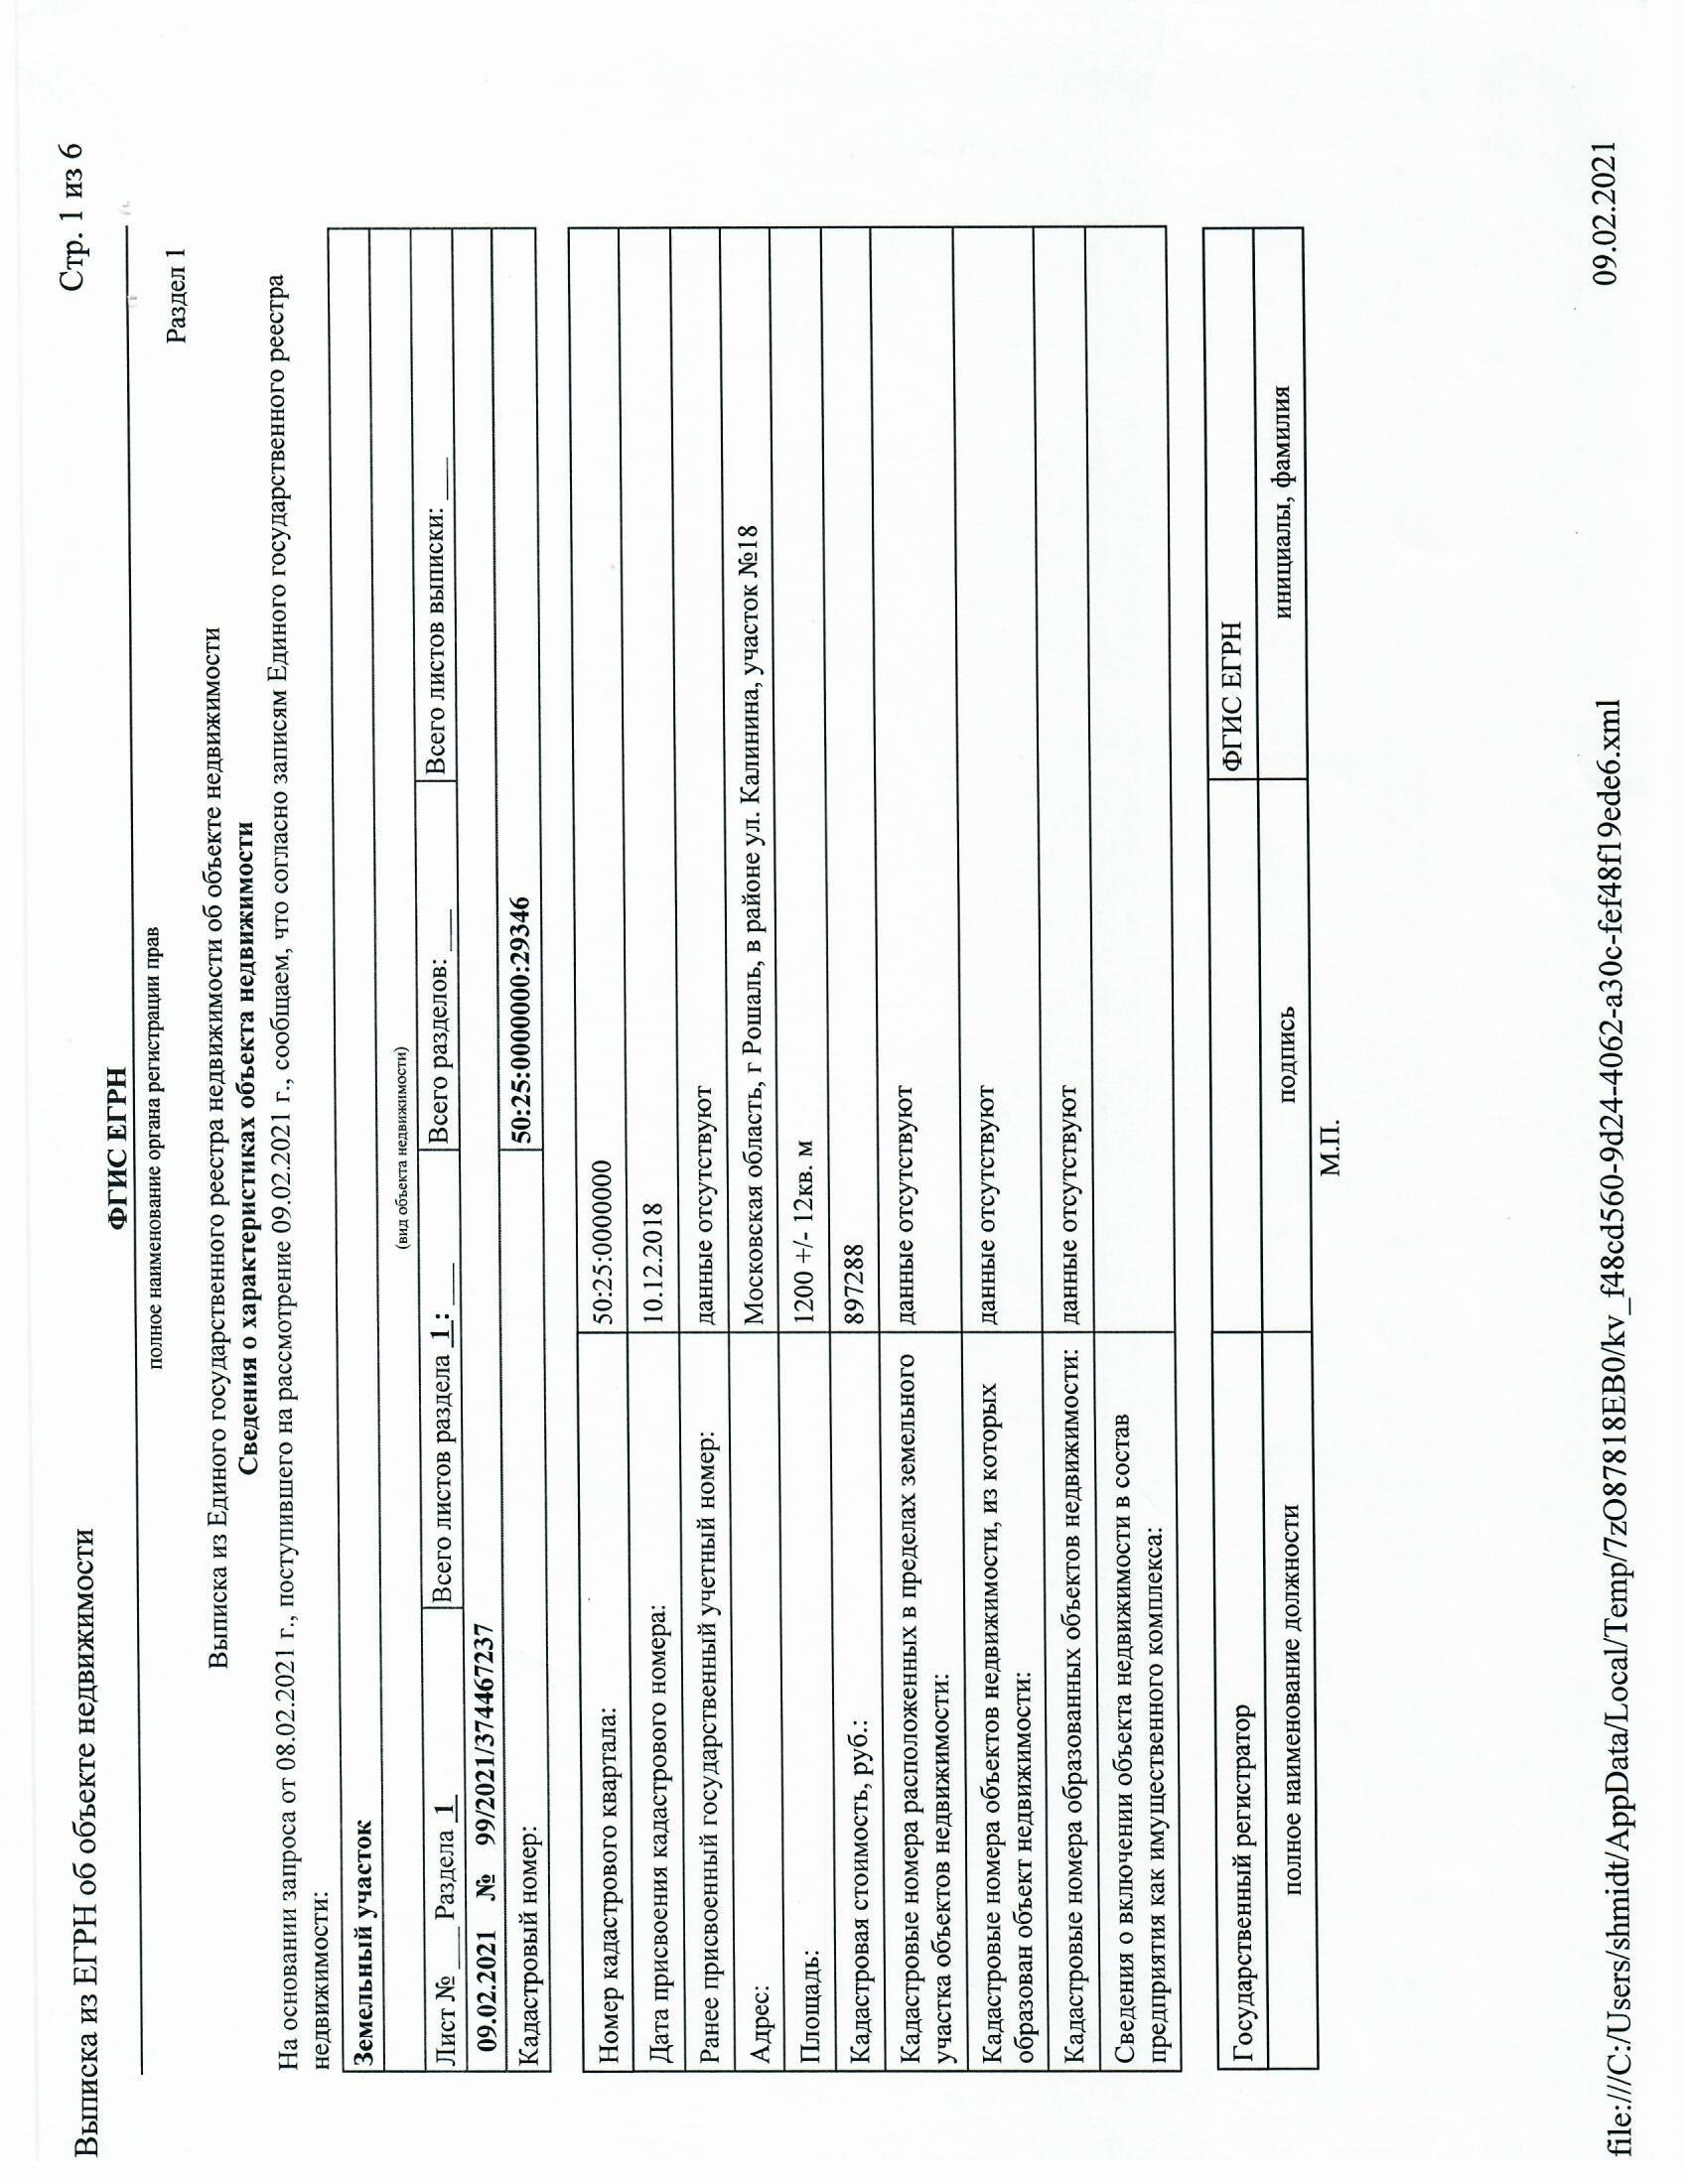 Выписка из ЕГРН об объекте недвижимости
Стр. 1 из 6
ФГИС ЕГРН
полное наименование органа регистрации прав
Раздел 1
Выписка из Единого государственного реестра недвижимости об объекте недвижимости
Сведения о характеристиках объекта недвижимости
На основании запроса от 08.02.2021 г., поступившего на рассмотрение 09.02.2021 г., сообщаем, что согласно записям Единого государственного реестра
недвижимости:
Земельный участок
(вид объекта недвижимости)
Лист № ___ Раздела 1 Всего листов раздела 1 : ___ Всего разделов: ___ Всего листов выписки: ___
09.02.2021 № 99/2021/374467237
Кадастровый номер: 50:25:0000000:29346
Номер кадастрового квартала: 50:25:0000000
Дата присвоения кадастрового номера: 10.12.2018
Ранее присвоенный государственный учетный номер: данные отсутствуют
Адрес: Московская область, г Рошаль, в районе ул. Калинина, участок №18
Площадь: 1200 +/- 12кв. м
Кадастровая стоимость, руб.: 897288
Кадастровые номера расположенных в пределах земельного данные отсутствуют
участка объектов недвижимости:
Кадастровые номера объектов недвижимости, из которых данные отсутствуют
образован объект недвижимости:
Кадастровые номера образованных объектов недвижимости: данные отсутствуют
Сведения о включении объекта недвижимости в состав
предприятия как имущественного комплекса:
Государственный регистратор ФГИС ЕГРН
полное наименование должности подпись инициалы, фамилия
М.П.
file:///C:/Users/shmidt/AppData/Local/Temp/7zO87818EB0/kv_f48cd560-9d24-4062-a30c-fef48f19ede6.xml
09.02.2021